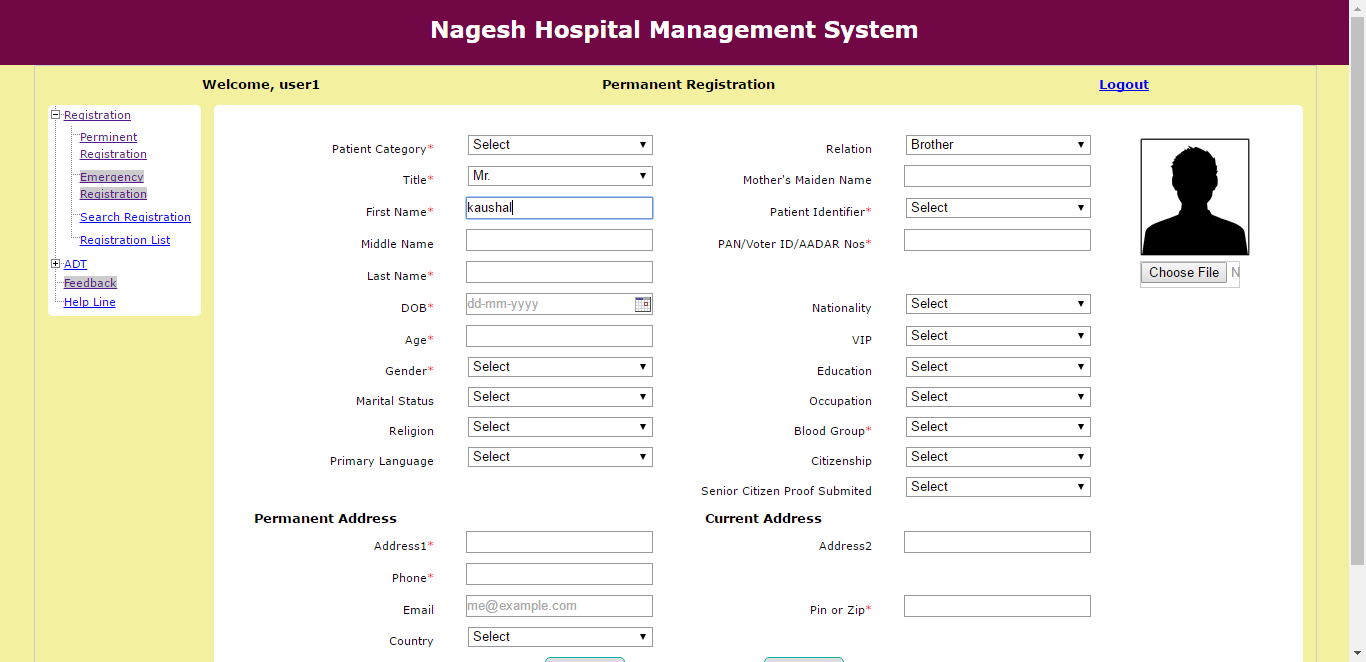 Nagesh Hospital Management System
Welcome, user1
Permanent Registration
Logout
Registration
Perminent
Registration
Emergency
Registration
Search Registration
Registration List
ADT
Feedback
Help Line
Patient Category* Select
Relation Brother
Title* Mr.
Mother's Maiden Name
First Name* kaushal
Patient Identifier* Select
Middle Name
PAN/Voter ID/AADAR Nos*
Last Name*
Choose File N
DOB* dd-mm-yyyy
Nationality Select
Age*
VIP Select
Gender* Select
Education Select
Marital Status Select
Occupation Select
Religion Select
Blood Group* Select
Primary Language Select
Citizenship Select
Senior Citizen Proof Submited Select
Permanent Address
Current Address
Address1*
Address2
Phone*
Email me@example.com
Pin or Zip*
Country Select